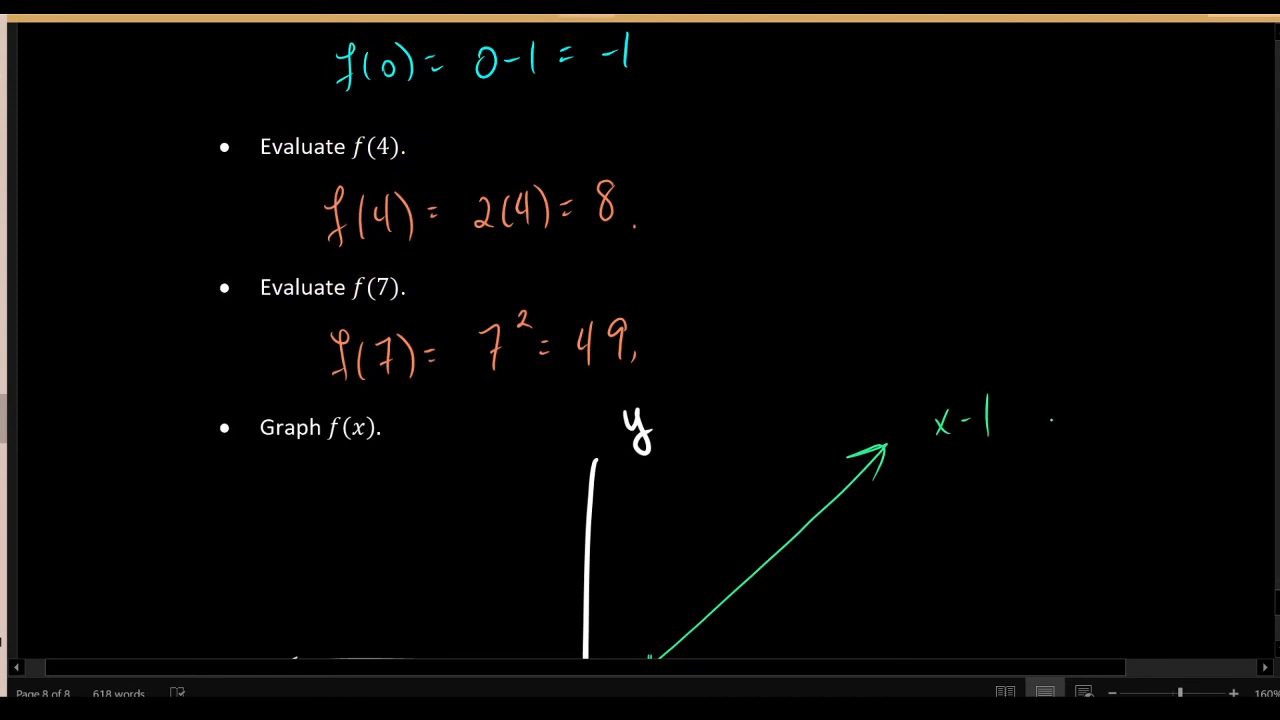 f(0) = 0-1 = -1
• Evaluate f(4).
f(4) = 2(4) = 8.
• Evaluate f(7).
f(7) = 7² = 49,
• Graph f(x).
y
x-1
Page 8 of 8 618 words 160%